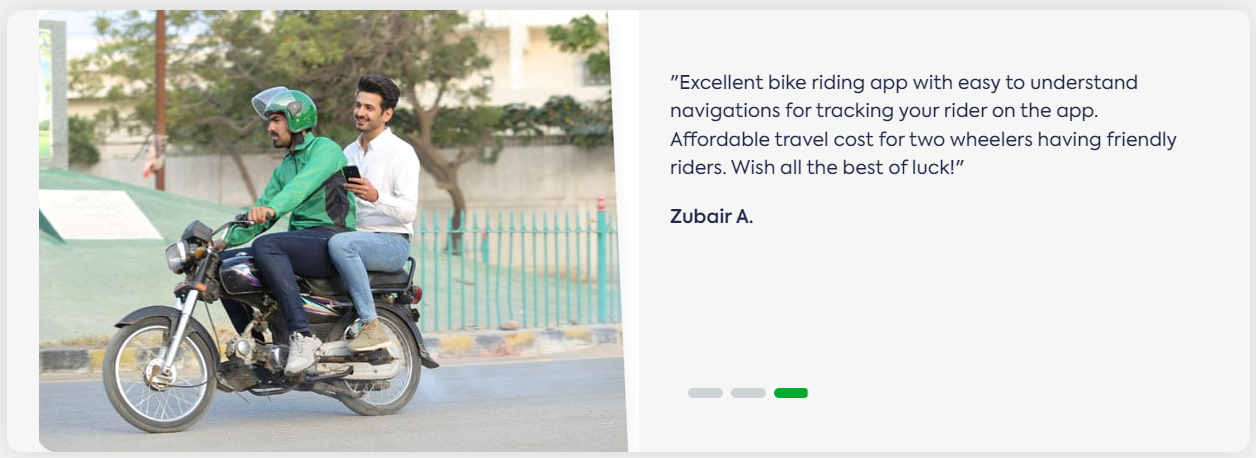 "Excellent bike riding app with easy to understand
navigations for tracking your rider on the app.
Affordable travel cost for two wheelers having friendly
riders. Wish all the best of luck!"
Zubair A.